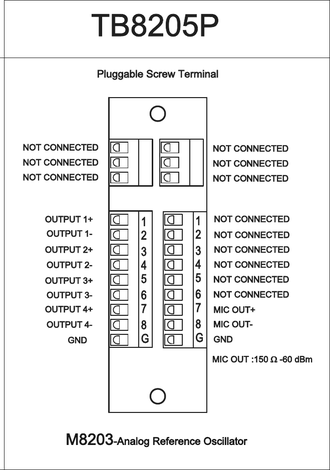 TB8205P
Pluggable Screw Terminal
NOT CONNECTED NOT CONNECTED
NOT CONNECTED NOT CONNECTED
NOT CONNECTED NOT CONNECTED
OUTPUT 1+ 1 1 NOT CONNECTED
OUTPUT 1- 2 2 NOT CONNECTED
OUTPUT 2+ 3 3 NOT CONNECTED
OUTPUT 2- 4 4 NOT CONNECTED
OUTPUT 3+ 5 5 NOT CONNECTED
OUTPUT 3- 6 6 NOT CONNECTED
OUTPUT 4+ 7 7 MIC OUT+
OUTPUT 4- 8 8 MIC OUT-
GND G G GND
MIC OUT :150 Ω -60 dBm
M8203-Analog Reference Oscillator